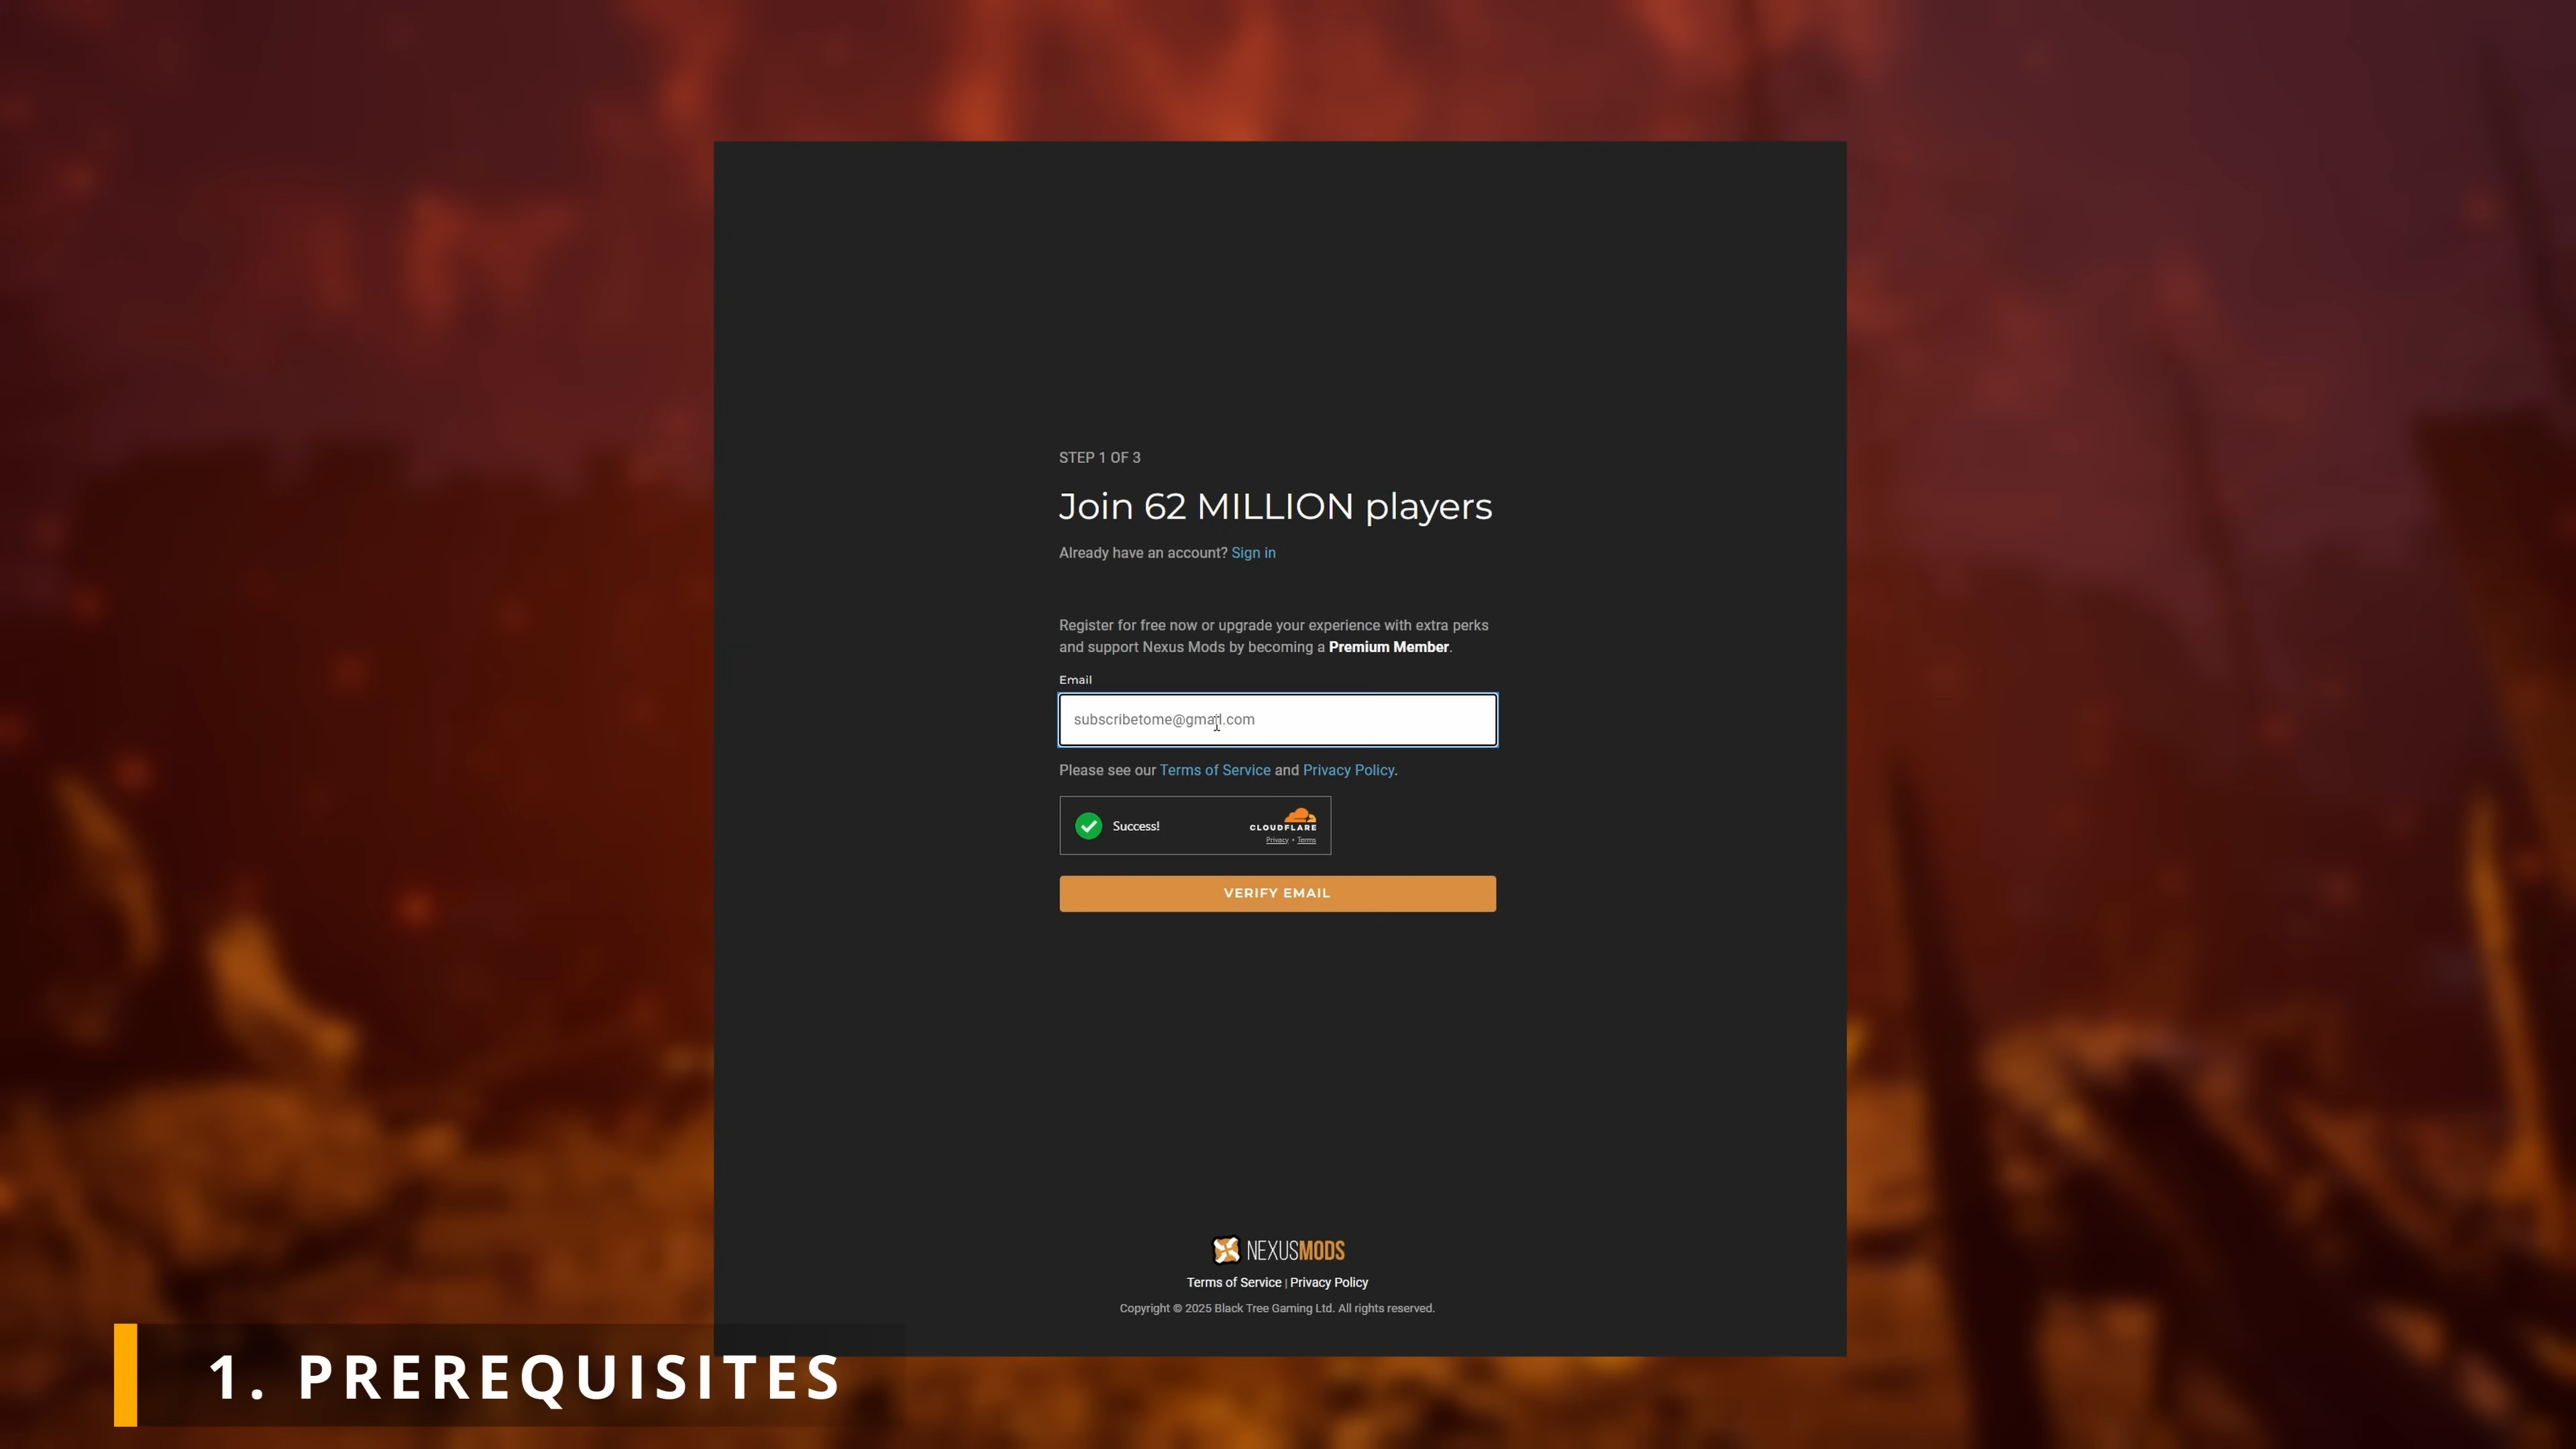 STEP 1 OF 3
Join 62 MILLION players
Already have an account? Sign in
Register for free now or upgrade your experience with extra perks
and support Nexus Mods by becoming a Premium Member.
Email
subscribetome@gmail.com
Please see our Terms of Service and Privacy Policy.
Success!
CLOUDFLARE
Privacy • Terms
VERIFY EMAIL
NEXUSMODS
Terms of Service | Privacy Policy
Copyright © 2025 Black Tree Gaming Ltd. All rights reserved.
1. PREREQUISITES